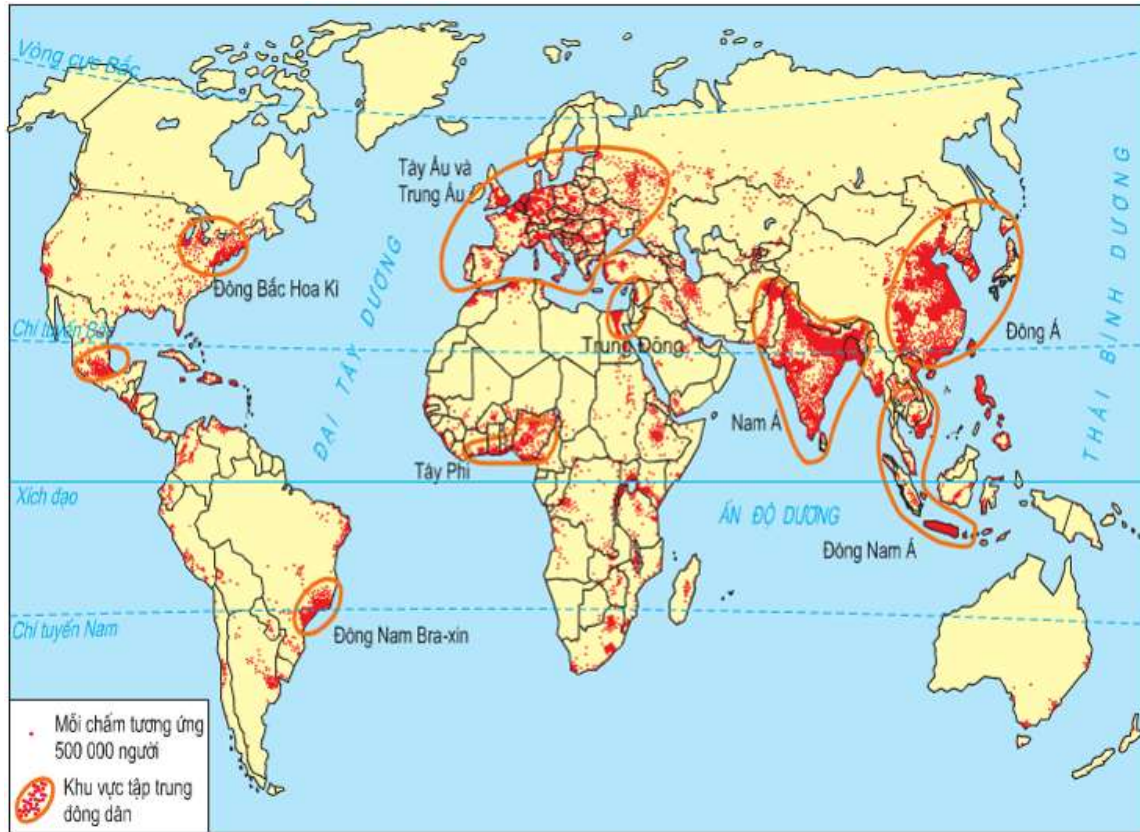 Vòng cực Bắc
Tây Âu và
Trung Âu
Đông Bắc Hoa Kì
ĐẠI TÂY DƯƠNG
THÁI BÌNH DƯƠNG
Đông Á
Chí tuyến Bắc
Trung Đông
Nam Á
Tây Phi
Xích đạo
ẤN ĐỘ DƯƠNG
Đông Nam Á
Chí tuyến Nam
Đông Nam Bra-xin
Mỗi chấm tương ứng
500 000 người
Khu vực tập trung
đông dân